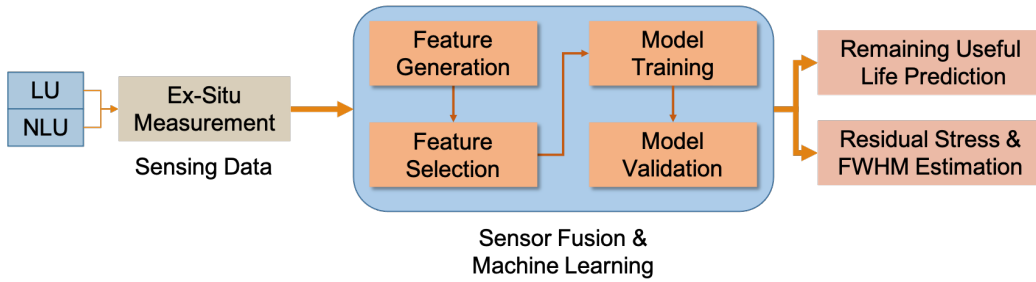 LU
NLU
Ex-Situ
Measurement
Sensing Data
Feature
Generation
Feature
Selection
Model
Training
Model
Validation
Sensor Fusion &
Machine Learning
Remaining Useful
Life Prediction
Residual Stress &
FWHM Estimation